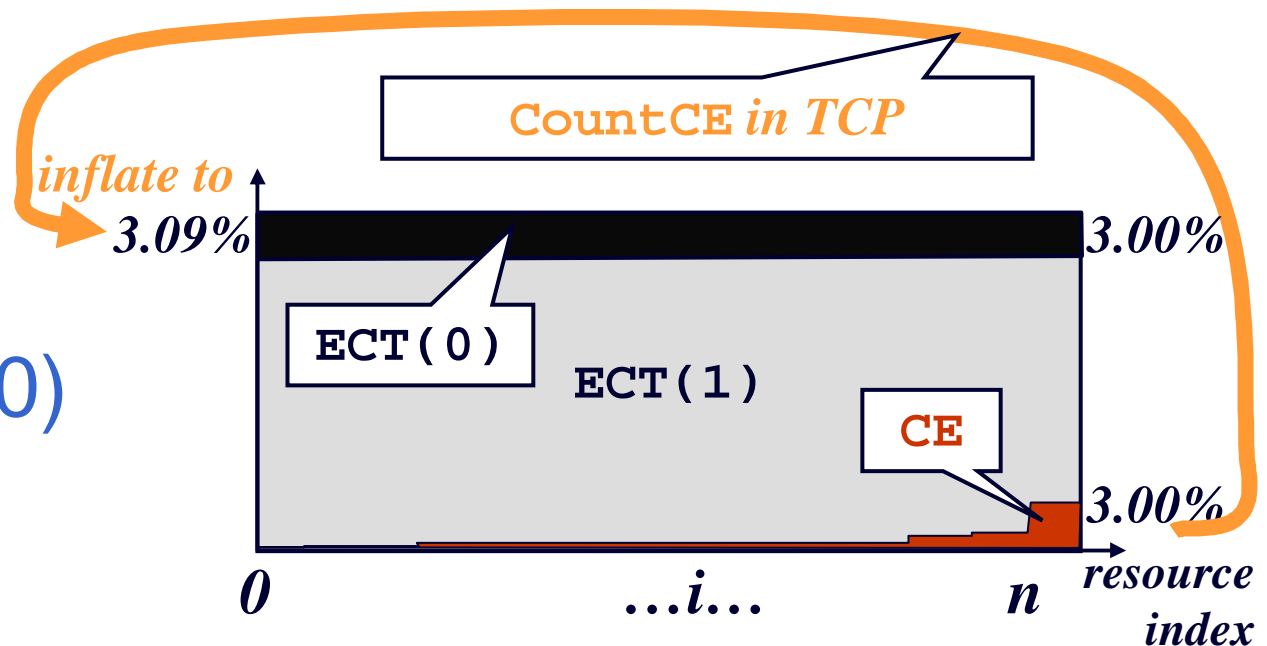 CountCE in TCP
inflate to
3.09%
3.00%
ECT(0)
ECT(1)
0)
CE
3.00%
0
...i...
n
resource
index